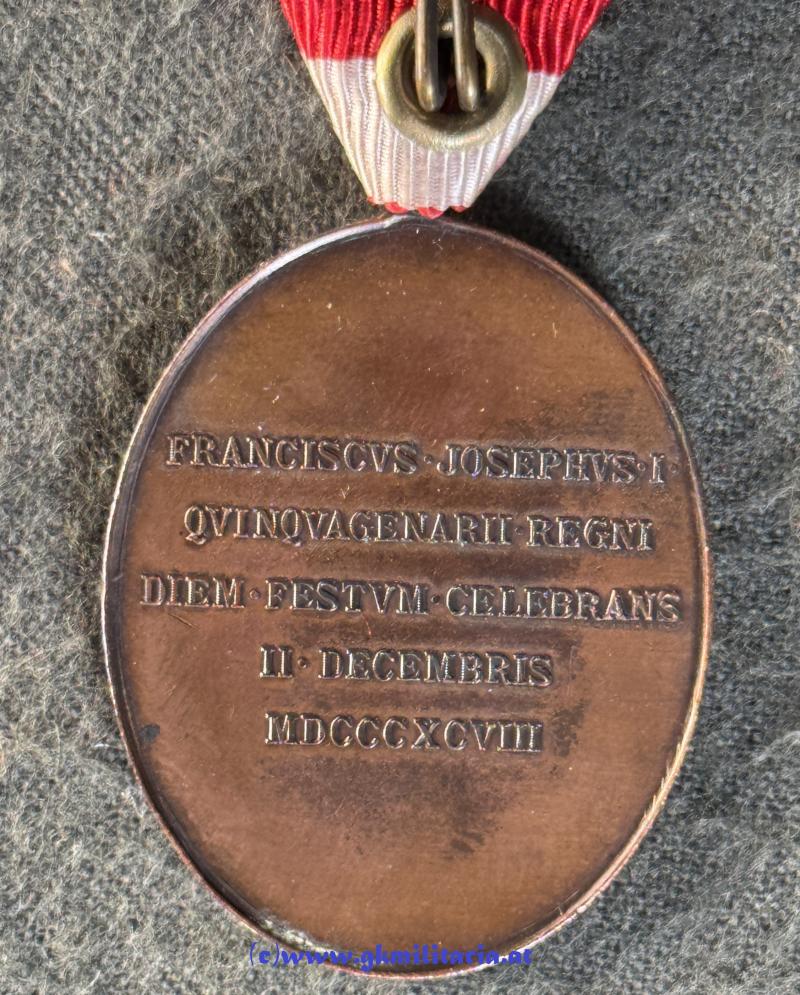 FRANCISCVS·JOSEPHVS·I·
QVINQVAGENARII·REGNI
DIEM·FESTVM·CELEBRANS
II·DECEMBRIS
MDCCCXCVIII
(c)www.ghmilitaria.at